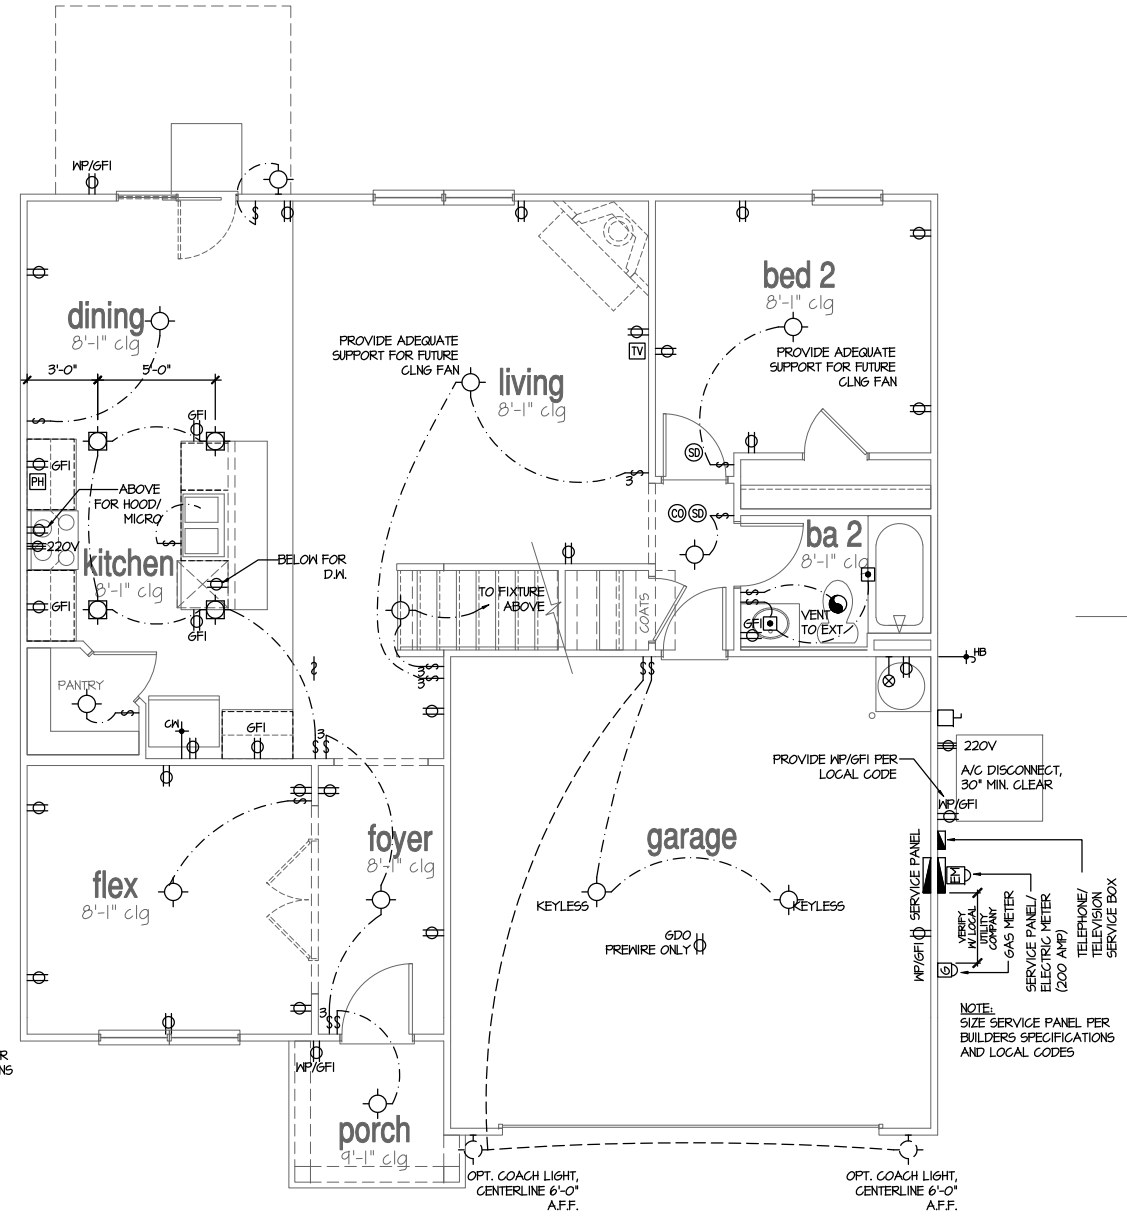 WP/GFI
dining
8'-1" clg
3'-0"
5'-0"
PROVIDE ADEQUATE
SUPPORT FOR FUTURE
CLNG FAN
living
8'-1" clg
TV
bed 2
8'-1" clg
PROVIDE ADEQUATE
SUPPORT FOR FUTURE
CLNG FAN
SD
GFI
GFI
PH
ABOVE
FOR HOOD/
MICRO
220V
kitchen
8'-1" clg
BELOW FOR
D.W.
GFI
GFI
CO
SD
3
ba 2
8'-1" clg
TO FIXTURE
ABOVE
COATS
VENT
TO EXT.
GFI
HB
3
3
PANTRY
CW
GFI
3
220V
A/C DISCONNECT,
30" MIN. CLEAR
PROVIDE WP/GFI PER
LOCAL CODE
WP/GFI
flex
8'-1" clg
foyer
8'-1" clg
garage
KEYLESS
KEYLESS
GDO
PREWIRE ONLY
SERVICE PANEL
EM
WP/GFI
VERIFY
W/ LOCAL
UTILITY
COMPANY
GAS METER
G
SERVICE PANEL/
ELECTRIC METER
(200 AMP)
TELEPHONE/
TELEVISION
SERVICE BOX
NOTE:
SIZE SERVICE PANEL PER
BUILDERS SPECIFICATIONS
AND LOCAL CODES
3
R
NS
WP/GFI
porch
9'-1" clg
OPT. COACH LIGHT,
CENTERLINE 6'-0"
A.F.F.
OPT. COACH LIGHT,
CENTERLINE 6'-0"
A.F.F.